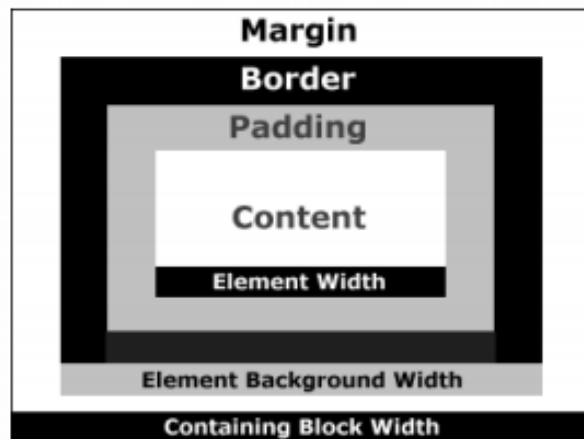 Margin
Border
Padding
Content
Element Width
Element Background Width
Containing Block Width